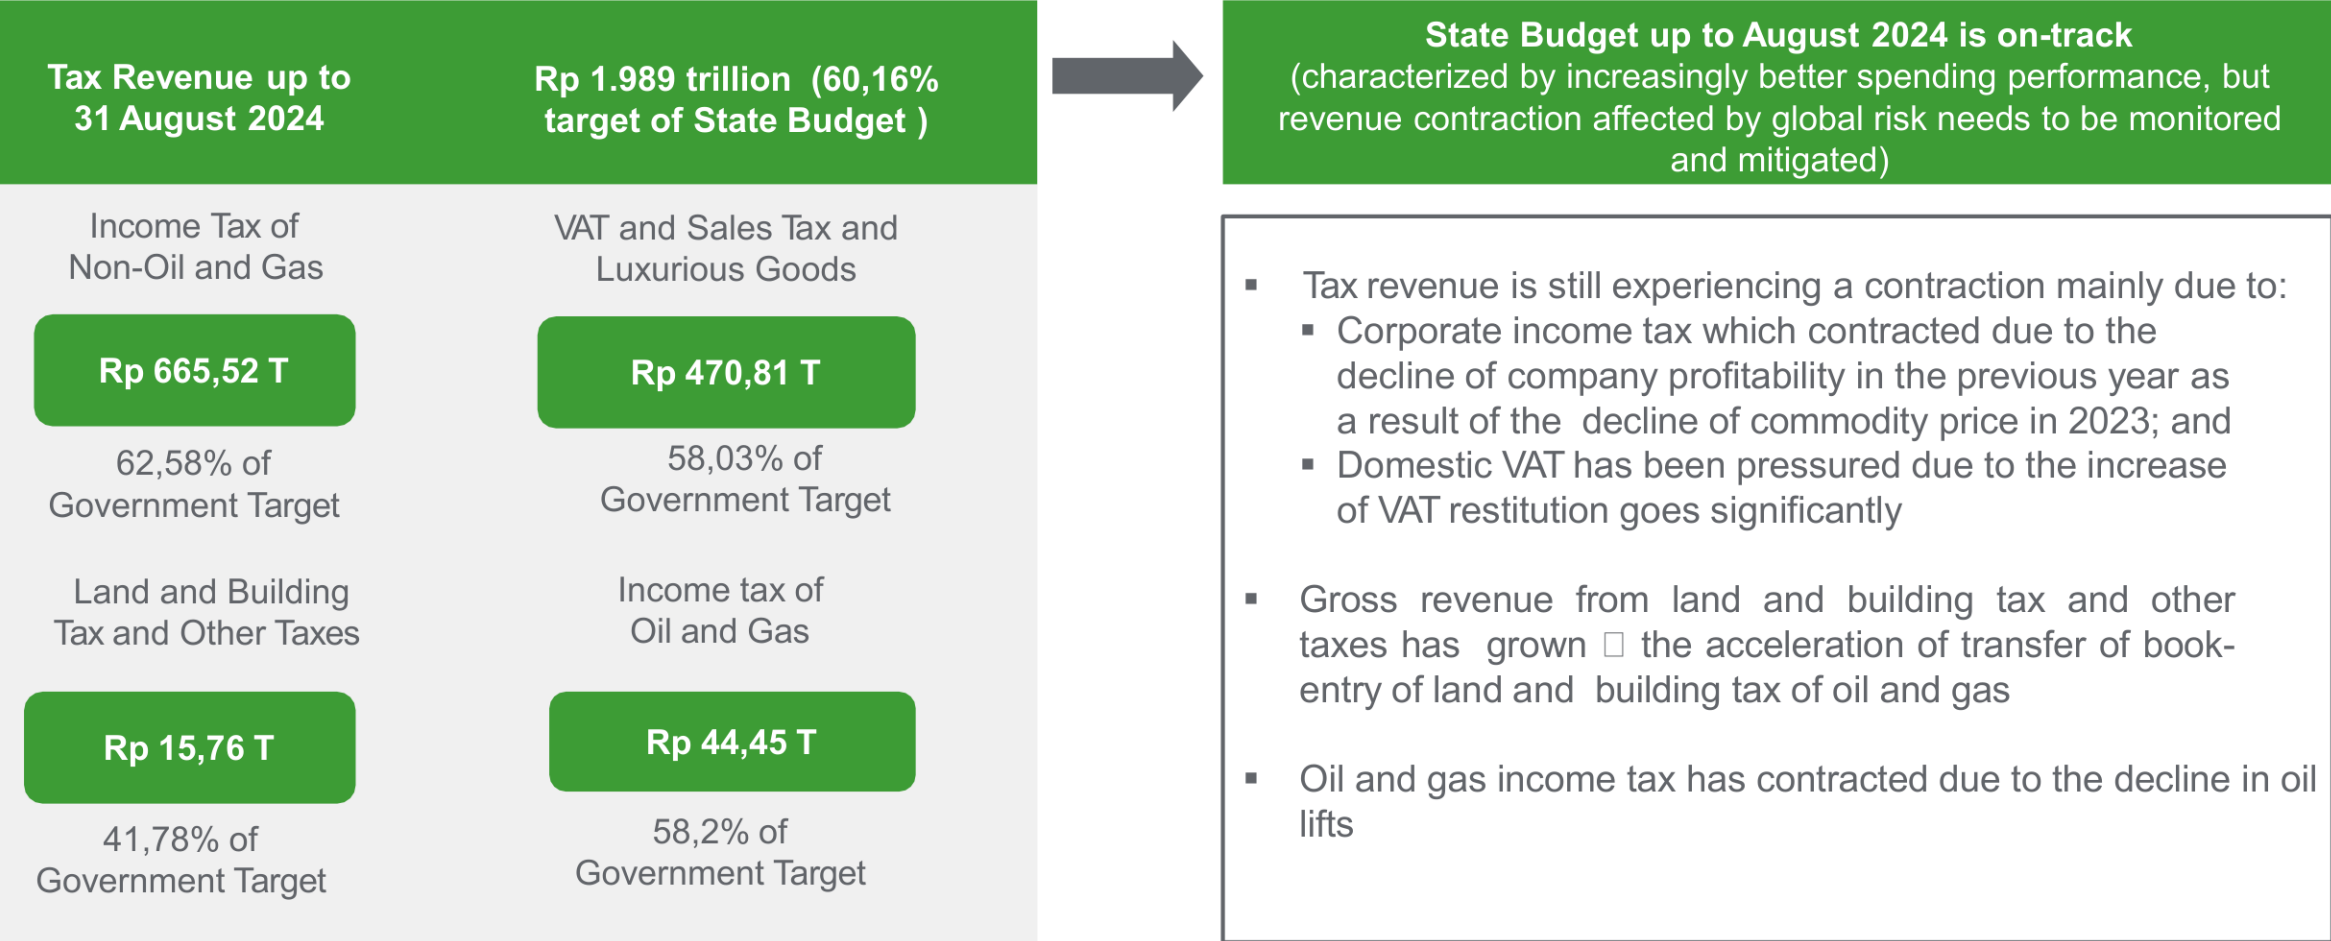 Tax Revenue up to
31 August 2024
Rp 1.989 trillion (60,16%
target of State Budget )
Income Tax of
Non-Oil and Gas
Rp 665,52 T
62,58% of
Government Target
VAT and Sales Tax and
Luxurious Goods
Rp 470,81 T
58,03% of
Government Target
Land and Building
Tax and Other Taxes
Rp 15,76 T
41,78% of
Government Target
Income tax of
Oil and Gas
Rp 44,45 T
58,2% of
Government Target
State Budget up to August 2024 is on-track
(characterized by increasingly better spending performance, but
revenue contraction affected by global risk needs to be monitored
and mitigated)
▪ Tax revenue is still experiencing a contraction mainly due to:
▪ Corporate income tax which contracted due to the
decline of company profitability in the previous year as
a result of the decline of commodity price in 2023; and
▪ Domestic VAT has been pressured due to the increase
of VAT restitution goes significantly
▪ Gross revenue from land and building tax and other
taxes has grown □ the acceleration of transfer of book-
entry of land and building tax of oil and gas
▪ Oil and gas income tax has contracted due to the decline in oil
lifts